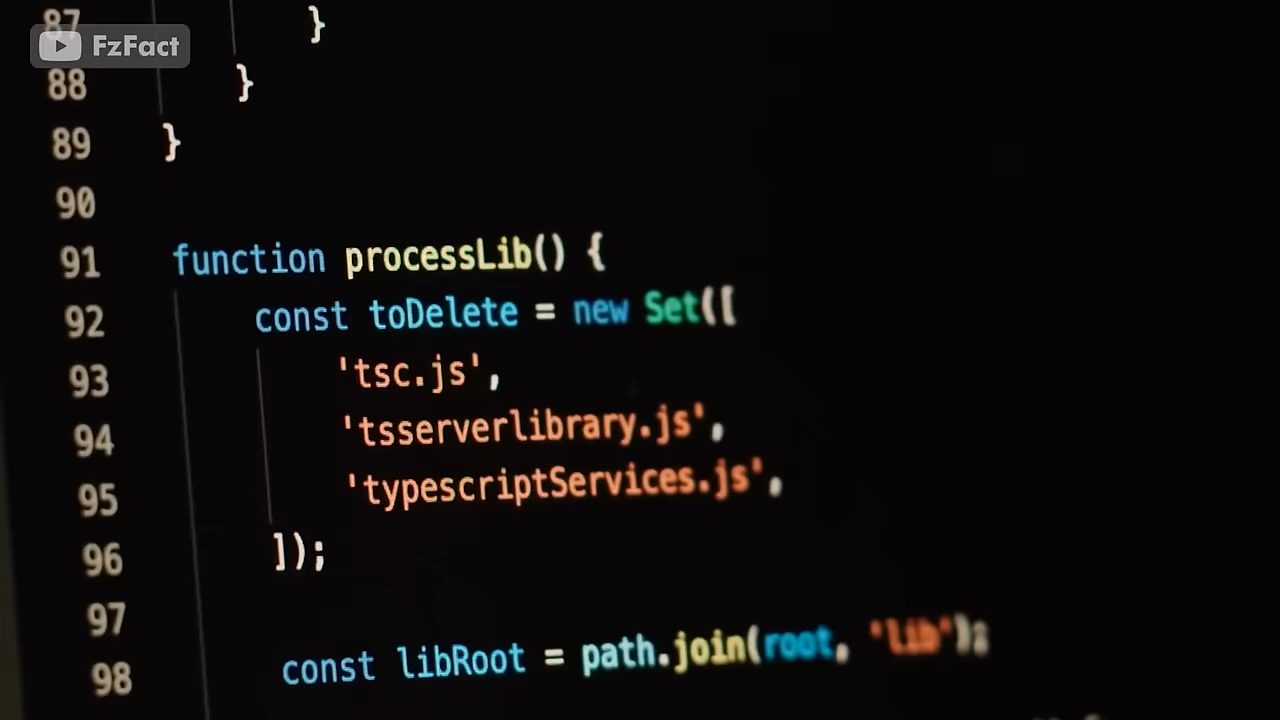 FzFact
87 }
88 }
89 }
90
91 function processLib() {
92 const toDelete = new Set([
93 'tsc.js',
94 'tsserverlibrary.js',
95 'typescriptServices.js',
96 ]);
97
98 const libRoot = path.join(root, 'lib');